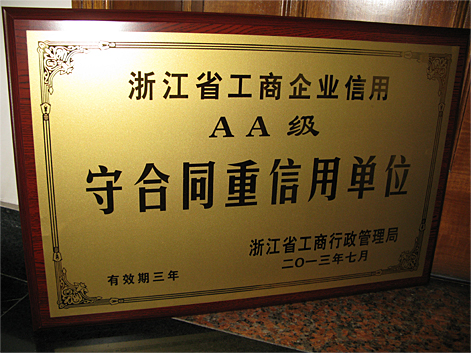 浙江省工商企业信用
AA级
守合同重信用单位
浙江省工商行政管理局
二〇一三年七月
有效期三年